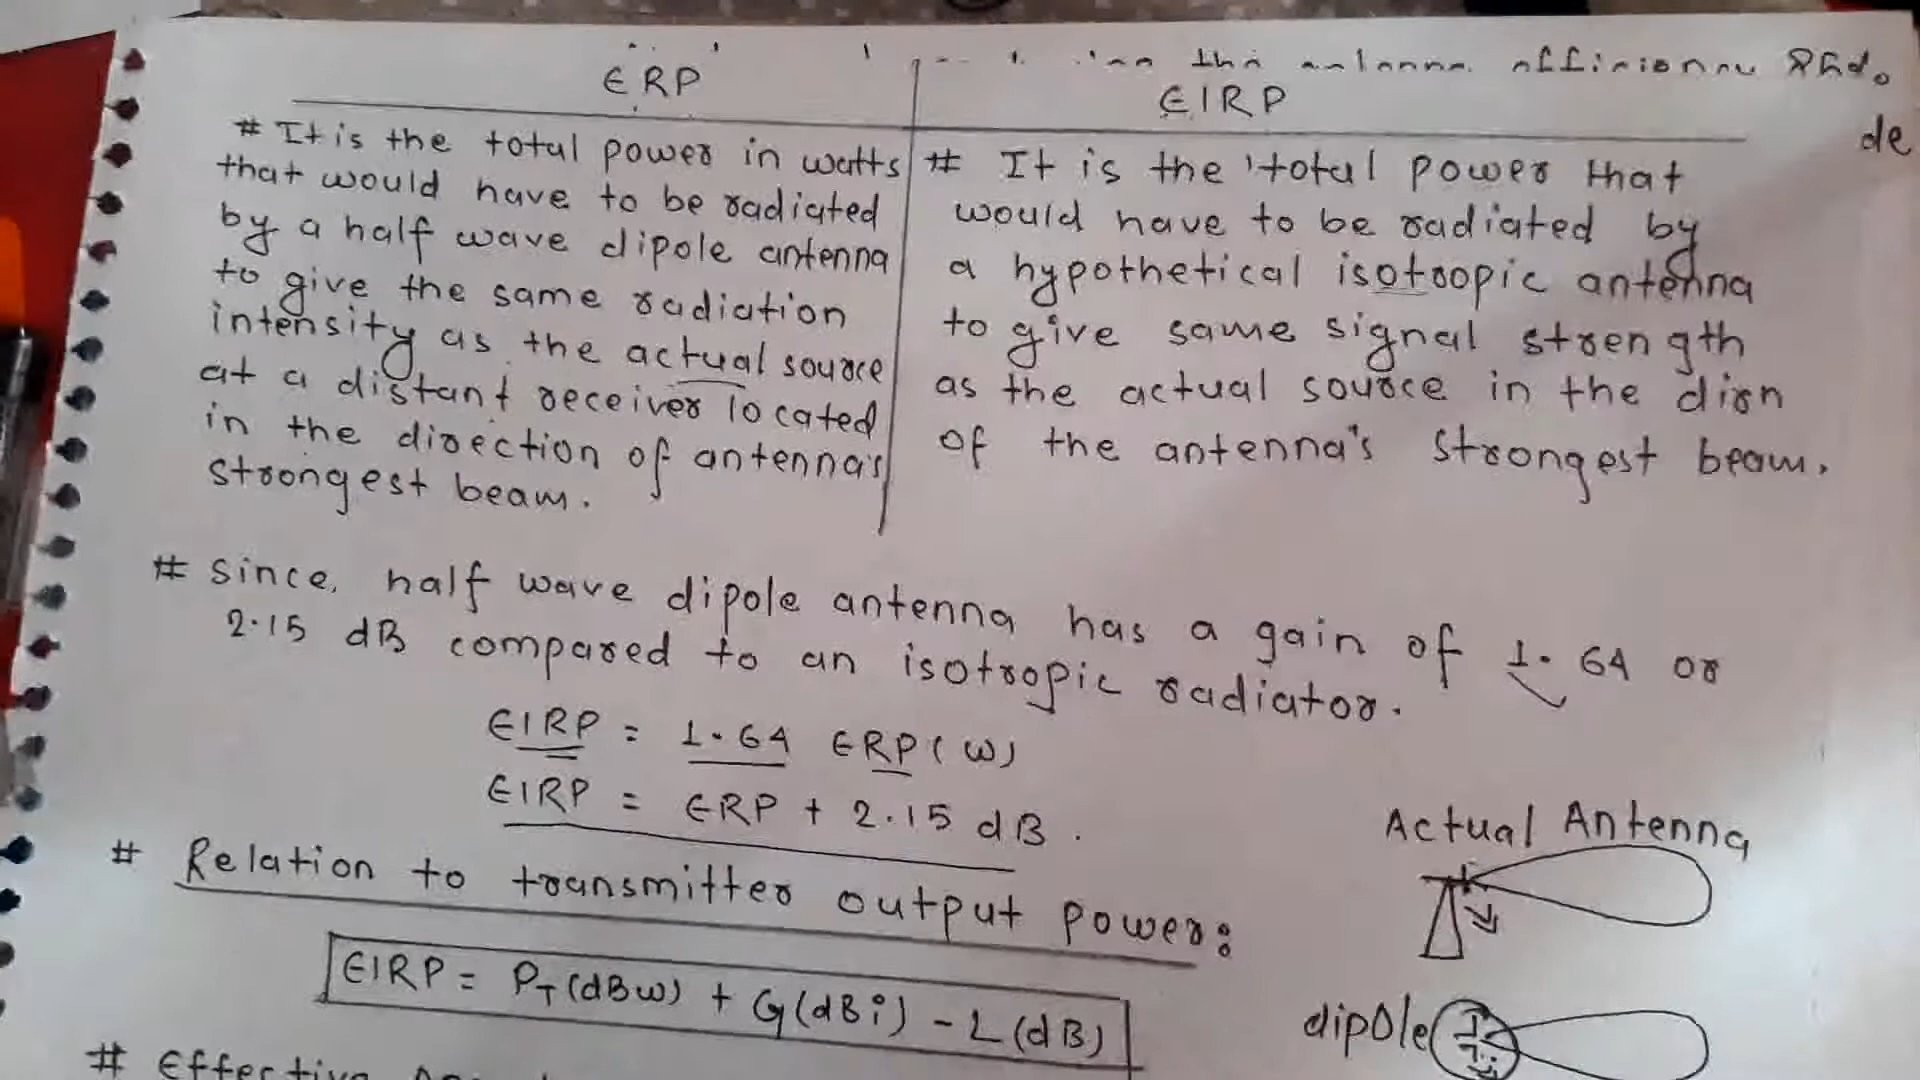 ERP
EIRP
de
# It is the total power in watts
that would have to be radiated
by a half wave dipole antenna
to give the same radiation
intensity as the actual source
at a distant receiver located
in the direction of antenna's
strongest beam.
# It is the total power that
would have to be radiated by
a hypothetical isotropic antenna
to give same signal strength
as the actual source in the dirn
of the antenna's strongest beam.
# Since, half wave dipole antenna has a gain of 1.64 or
2.15 dB compared to an isotropic radiator.
EIRP = 1.64 ERP(W)
EIRP = ERP + 2.15 dB.
# Relation to transmitter output power:
EIRP = PT(dBw) + G(dBi) - L(dB)
Actual Antenna
dipole
# Effective